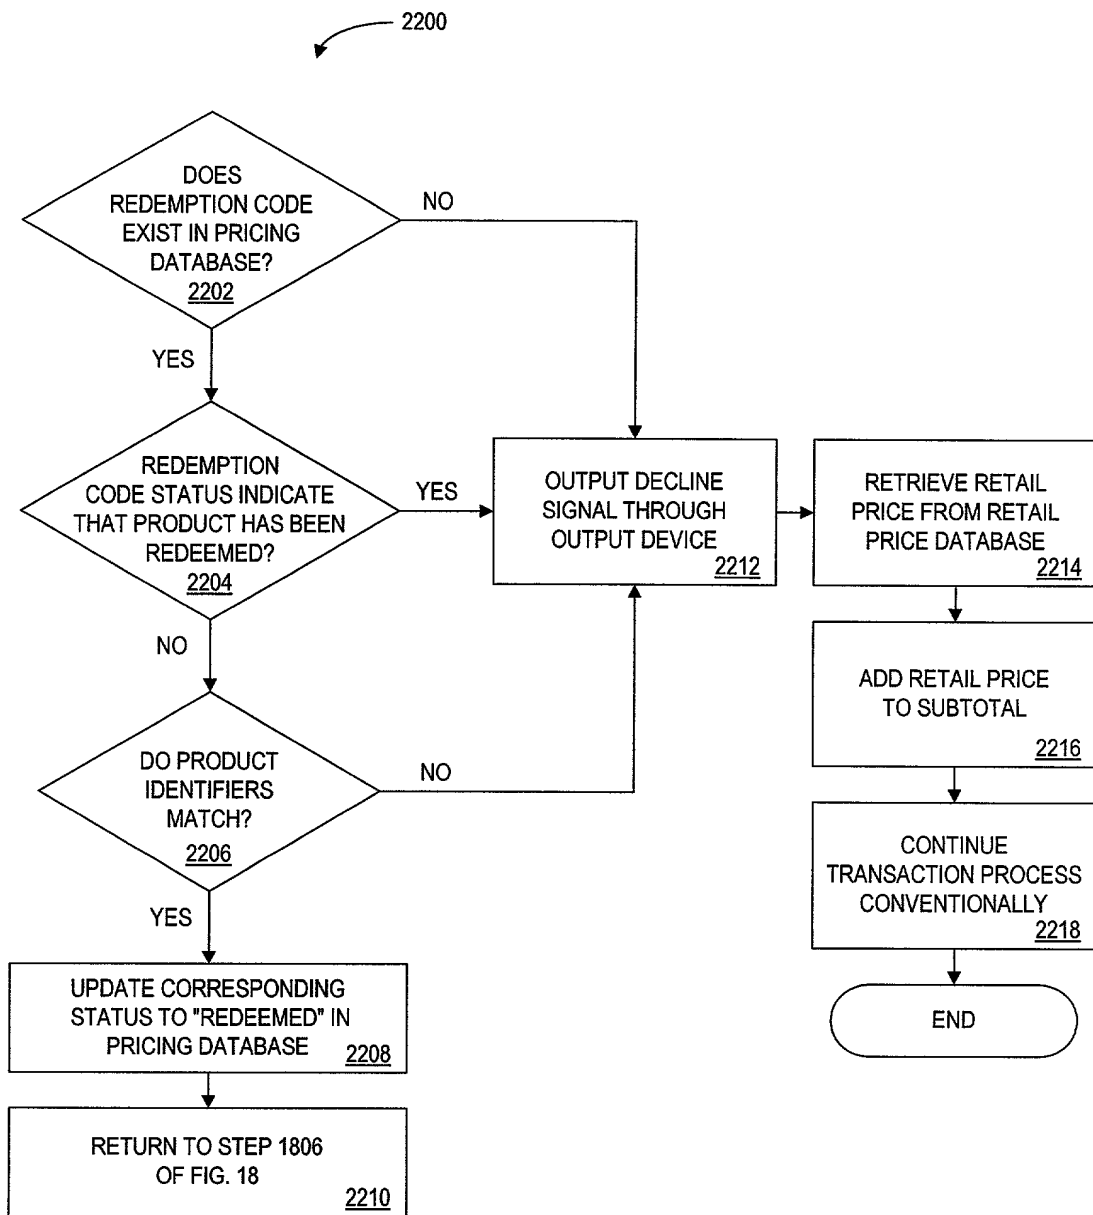 2200
DOES
REDEMPTION CODE
EXIST IN PRICING
DATABASE?
2202
NO
YES
REDEMPTION
CODE STATUS INDICATE
THAT PRODUCT HAS BEEN
REDEEMED?
2204
YES
NO
OUTPUT DECLINE
SIGNAL THROUGH
OUTPUT DEVICE
2212
RETRIEVE RETAIL
PRICE FROM RETAIL
PRICE DATABASE
2214
ADD RETAIL PRICE
TO SUBTOTAL
2216
DO PRODUCT
IDENTIFIERS
MATCH?
2206
NO
YES
CONTINUE
TRANSACTION PROCESS
CONVENTIONALLY
2218
UPDATE CORRESPONDING
STATUS TO "REDEEMED" IN
PRICING DATABASE
2208
END
RETURN TO STEP 1806
OF FIG. 18
2210